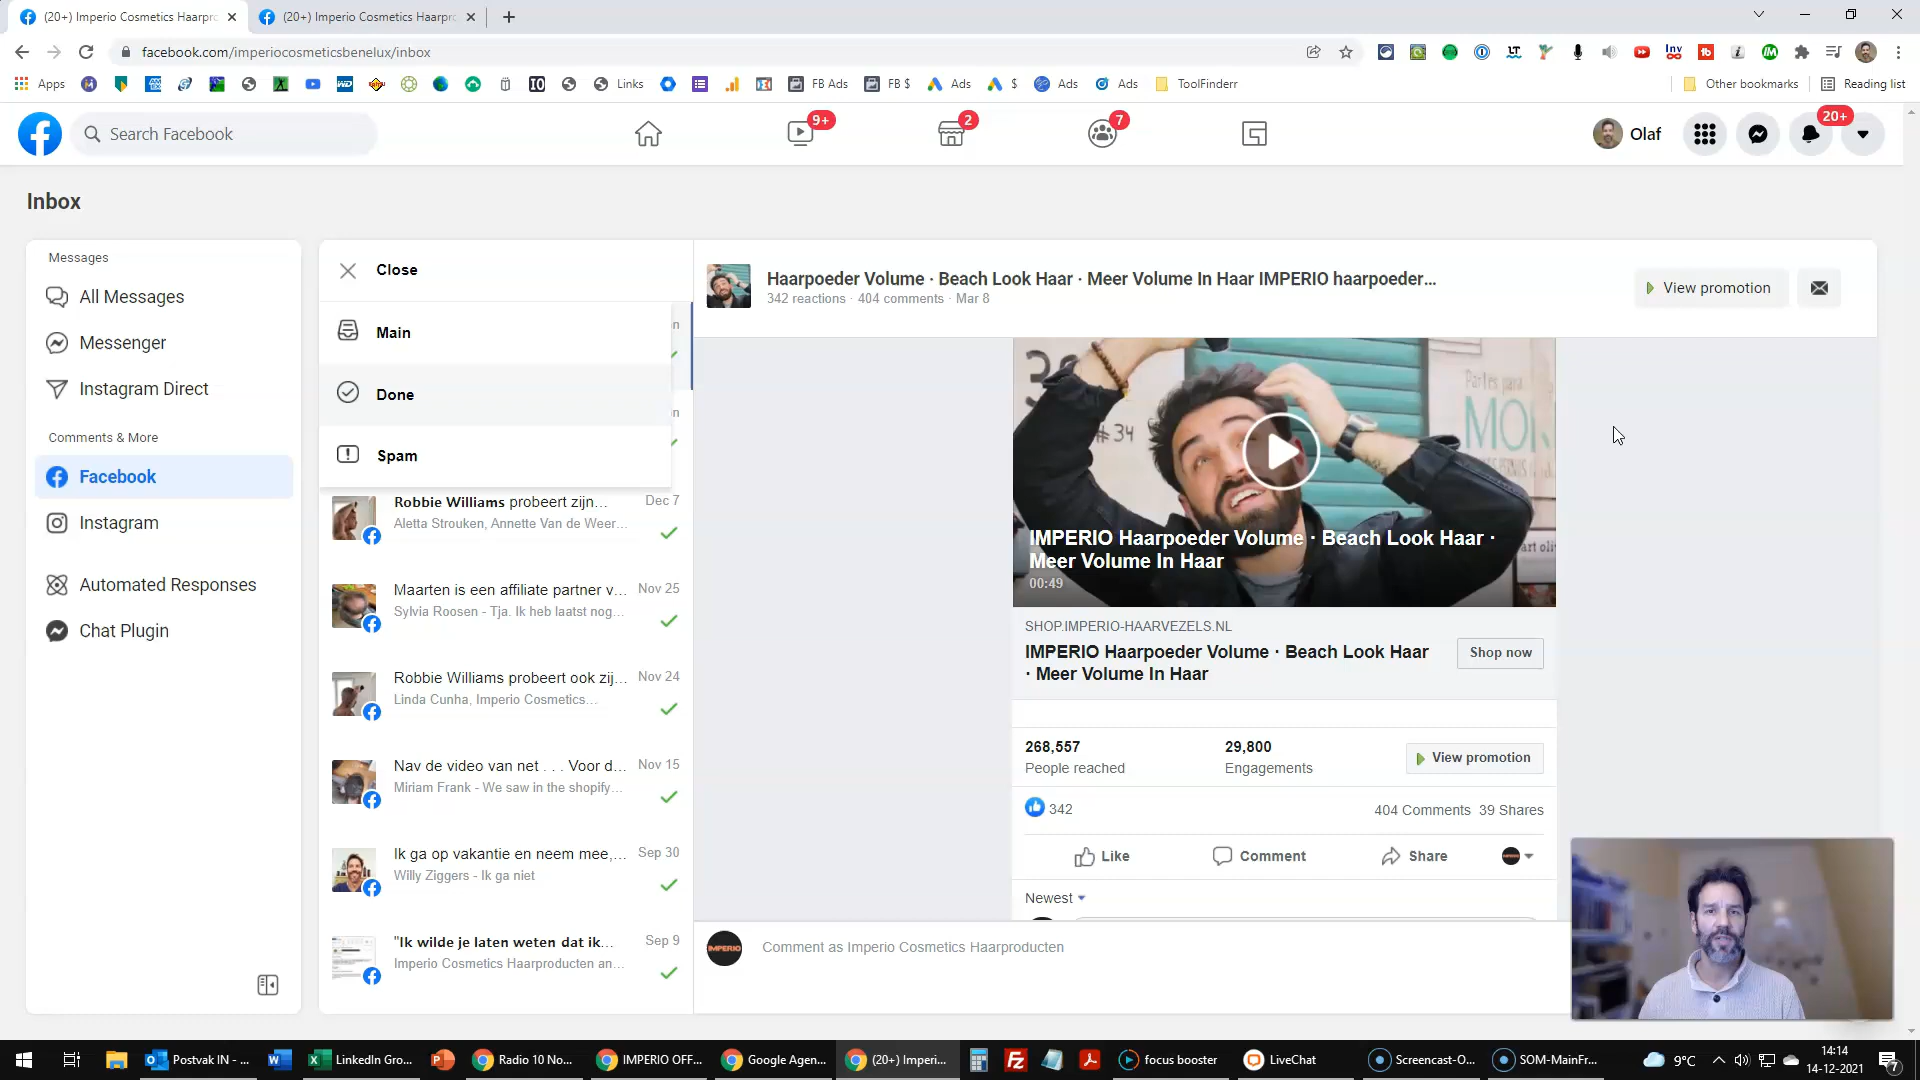 (20+) Imperio Cosmetics Haarpro
(20+) Imperio Cosmetics Haarpro
facebook.com/imperiocosmeticsbenelux/inbox
Apps
Links
FB Ads
FB $
Ads
$
Ads
Ads
ToolFinderr
Other bookmarks
Reading list
Search Facebook
9+
2
7
Olaf
20+
Inbox
Messages
All Messages
Messenger
Instagram Direct
Comments & More
Facebook
Instagram
Automated Responses
Chat Plugin
Close
Main
Done
Spam
Robbie Williams probeert zijn...
Dec 7
Aletta Strouken, Annette Van de Weer...
Maarten is een affiliate partner v...
Nov 25
Sylvia Roosen - Tja. Ik heb laatst nog...
Robbie Williams probeert ook zij...
Nov 24
Linda Cunha, Imperio Cosmetics...
Nav de video van net . . . Voor d...
Nov 15
Miriam Frank - We saw in the shopify...
Ik ga op vakantie en neem mee,...
Sep 30
Willy Ziggers - Ik ga niet
"Ik wilde je laten weten dat ik...
Sep 9
Imperio Cosmetics Haarproducten an...
Haarpoeder Volume · Beach Look Haar · Meer Volume In Haar IMPERIO haarpoeder...
342 reactions · 404 comments · Mar 8
View promotion
#34
Partes para
IMPERIO Haarpoeder Volume · Beach Look Haar ·
Meer Volume In Haar
00:49
SHOP.IMPERIO-HAARVEZELS.NL
IMPERIO Haarpoeder Volume · Beach Look Haar
· Meer Volume In Haar
Shop now
268,557
People reached
29,800
Engagements
View promotion
342
404 Comments 39 Shares
Like
Comment
Share
Newest
IMPERIO
Comment as Imperio Cosmetics Haarproducten
Postvak IN - ...
LinkedIn Gro...
Radio 10 No...
IMPERIO OFF...
Google Agen...
(20+) Imperi...
focus booster
LiveChat
Screencast-O...
SOM-MainFr...
9°C
14:14
14-12-2021
7